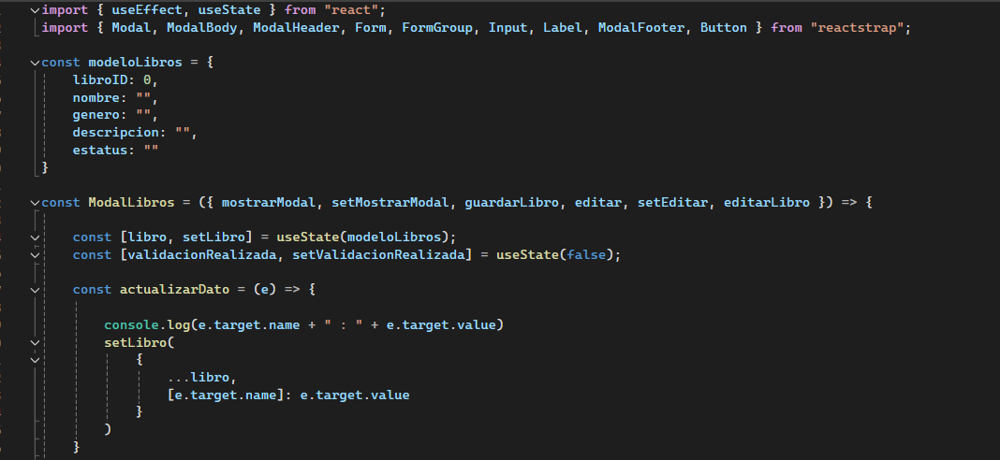 import { useEffect, useState } from "react";
import { Modal, ModalBody, ModalHeader, Form, FormGroup, Input, Label, ModalFooter, Button } from "reactstrap";
const modeloLibros = {
libroID: 0,
nombre: "",
genero: "",
descripcion: "",
estatus: ""
}
const ModalLibros = ({ mostrarModal, setMostrarModal, guardarLibro, editar, setEditar, editarLibro }) => {
const [libro, setLibro] = useState(modeloLibros);
const [validacionRealizada, setValidacionRealizada] = useState(false);
const actualizarDato = (e) => {
console.log(e.target.name + " : " + e.target.value)
setLibro(
{
...libro,
[e.target.name]: e.target.value
}
)
}